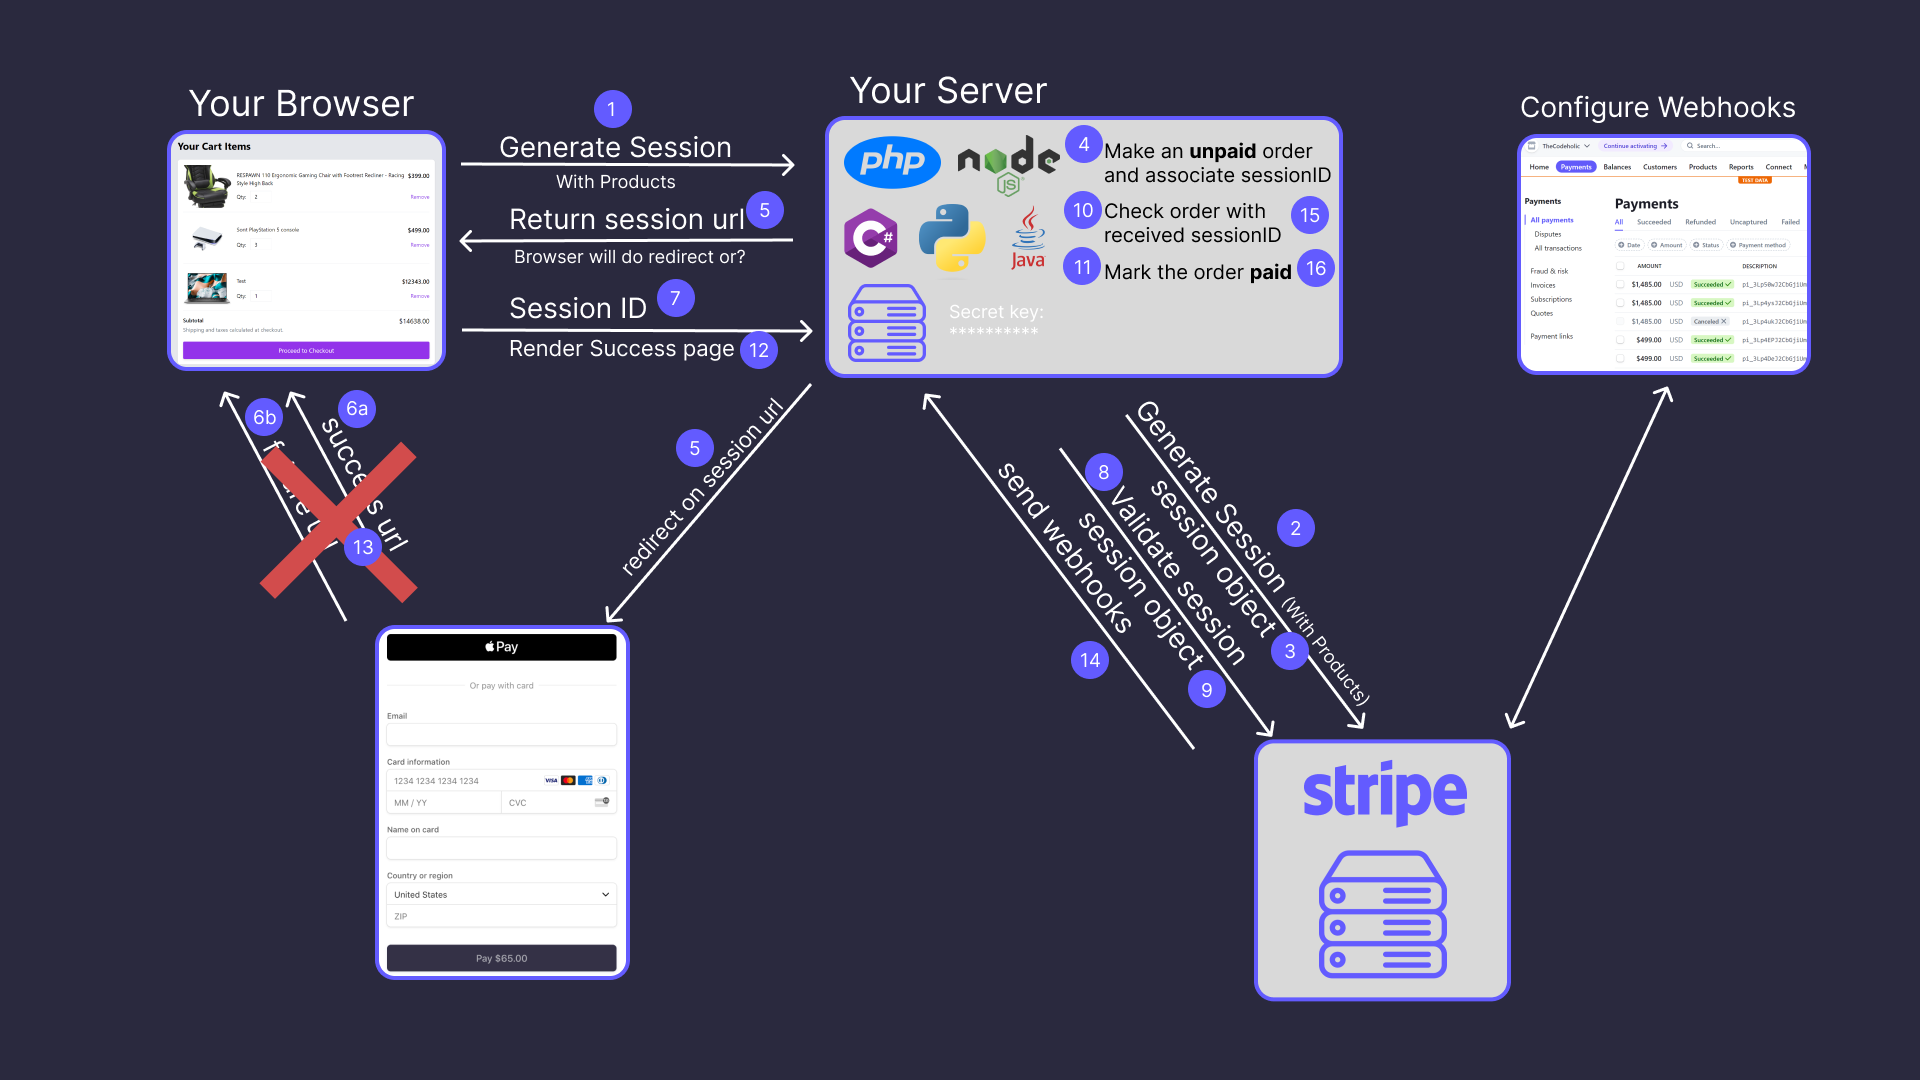 Your Browser
Your Cart Items
RESPAWN 110 Ergonomic Gaming Chair with Footrest Recliner - Racing
Style High Back
$399.00
Qty: 2
Remove
Sont PlayStation 5 console
$499.00
Qty: 3
Remove
Test
$12343.00
Qty: 1
Remove
Subtotal
$14638.00
Shipping and taxes calculated at checkout.
Proceed to Checkout
1
Generate Session
With Products
Return session url
5
Browser will do redirect or?
Session ID
7
Render Success page
12
Your Server
php
node
JS
C#
Java
4
Make an unpaid order
and associate sessionID
10
Check order with
received sessionID
15
11
Mark the order paid
16
Secret key:
**********
Configure Webhooks
TheCodeholic
Continue activating
Search...
Home
Payments
Balances
Customers
Products
Reports
Connect
TEST DATA
Payments
All payments
Disputes
All transactions
Fraud & risk
Invoices
Subscriptions
Quotes
Payment links
Payments
All
Succeeded
Refunded
Uncaptured
Failed
Date
Amount
Status
Payment method
AMOUNT
DESCRIPTION
$1,485.00 USD Succeeded
$1,485.00 USD Succeeded
$1,485.00 USD Canceled
$499.00 USD Succeeded
$499.00 USD Succeeded
6b
6a
success url
13
5
redirect on session url
Generate Session (With Products)
2
session object
3
8
Validate session
session object
9
send webhooks
14
Pay
Or pay with card
Email
Card information
1234 1234 1234 1234
VISA
MM / YY
CVC
Name on card
Country or region
United States
ZIP
Pay $65.00
stripe